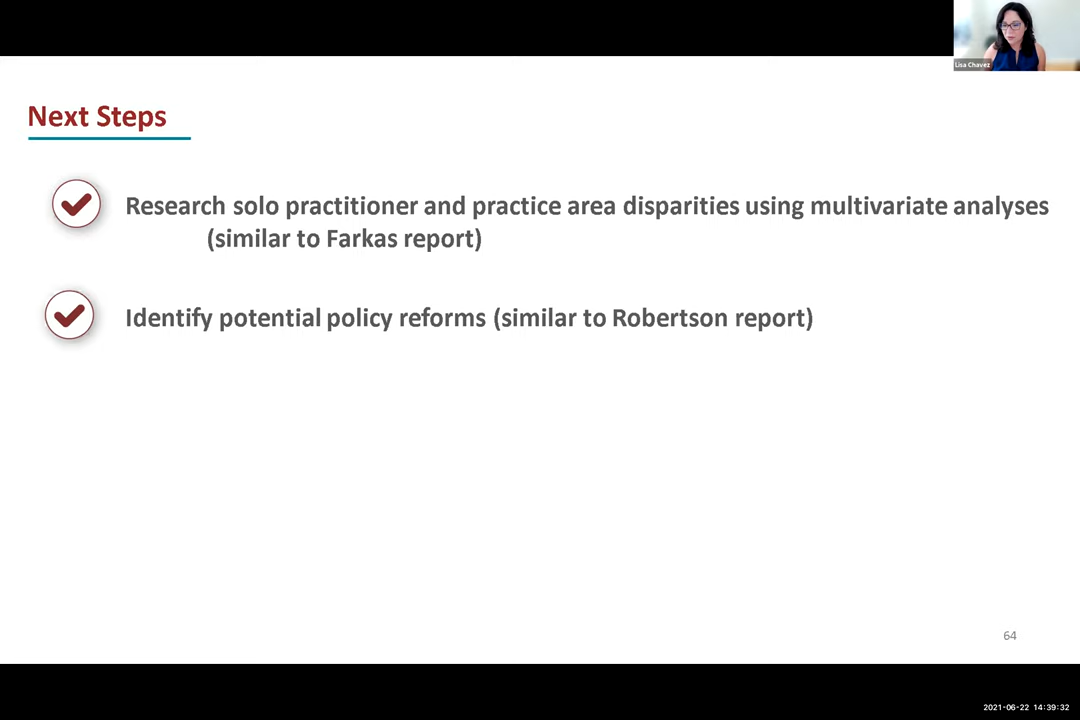 Lisa Chavez
Next Steps
Research solo practitioner and practice area disparities using multivariate analyses
(similar to Farkas report)
Identify potential policy reforms (similar to Robertson report)
64
2021-06-22 14:39:32